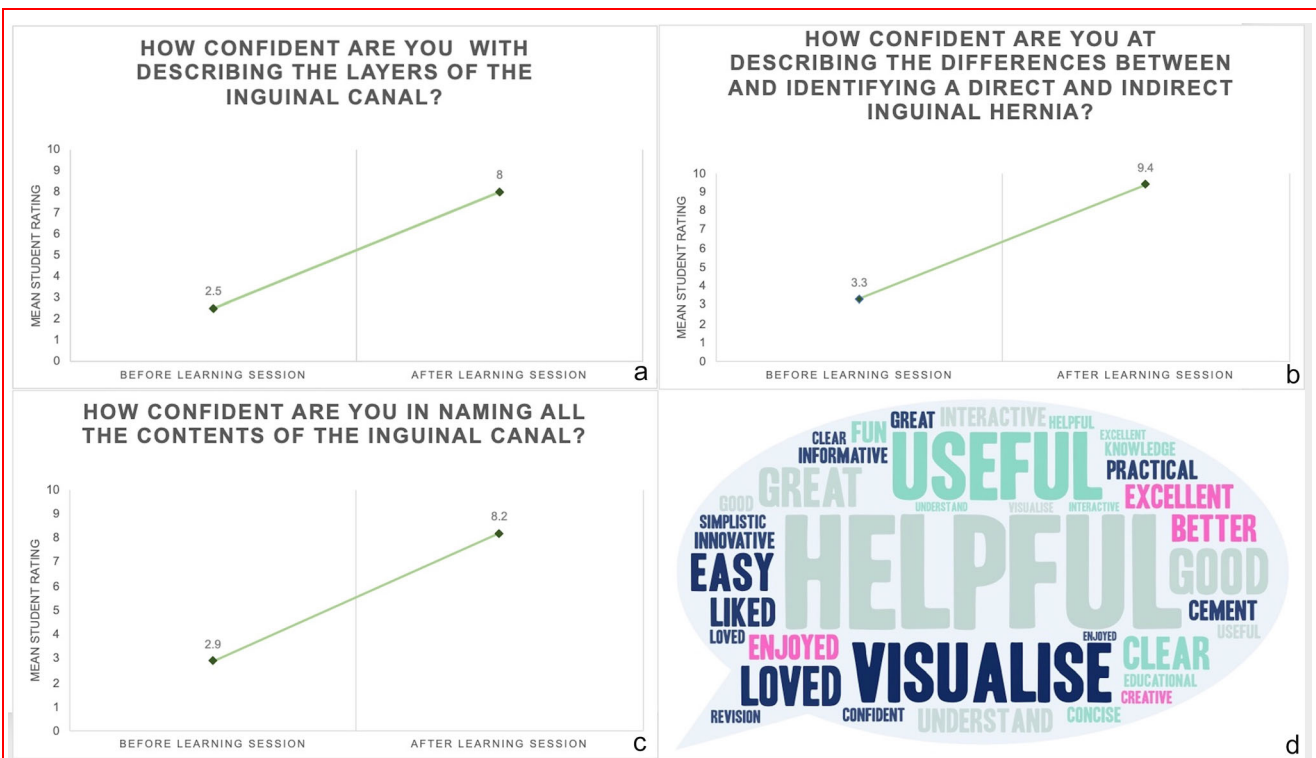 HOW CONFIDENT ARE YOU WITH
DESCRIBING THE LAYERS OF THE
INGUINAL CANAL?
MEAN STUDENT RATING
10
9
8
7
6
5
4
3
2
1
0
2.5
8
BEFORE LEARNING SESSION
AFTER LEARNING SESSION
a
HOW CONFIDENT ARE YOU AT
DESCRIBING THE DIFFERENCES BETWEEN
AND IDENTIFYING A DIRECT AND INDIRECT
INGUINAL HERNIA?
MEAN STUDENT RATING
10
9
8
7
6
5
4
3
2
1
0
3.3
9.4
BEFORE LEARNING SESSION
AFTER LEARNING SESSION
b
HOW CONFIDENT ARE YOU IN NAMING ALL
THE CONTENTS OF THE INGUINAL CANAL?
MEAN STUDENT RATING
10
9
8
7
6
5
4
3
2
1
0
2.9
8.2
BEFORE LEARNING SESSION
AFTER LEARNING SESSION
c
GREAT
INTERACTIVE
HELPFUL
CLEAR
FUN
USEFUL
EXCELLENT
KNOWLEDGE
INFORMATIVE
PRACTICAL
GREAT
EXCELLENT
GOOD
UNDERSTAND
VISUALISE
INTERACTIVE
SIMPLISTIC
HELPFUL
BETTER
INNOVATIVE
EASY
GOOD
LIKED
CEMENT
LOVED
ENJOYED
ENJOYED
USEFUL
VISUALISE
CLEAR
LOVED
EDUCATIONAL
CREATIVE
REVISION
CONFIDENT
UNDERSTAND
CONCISE
d